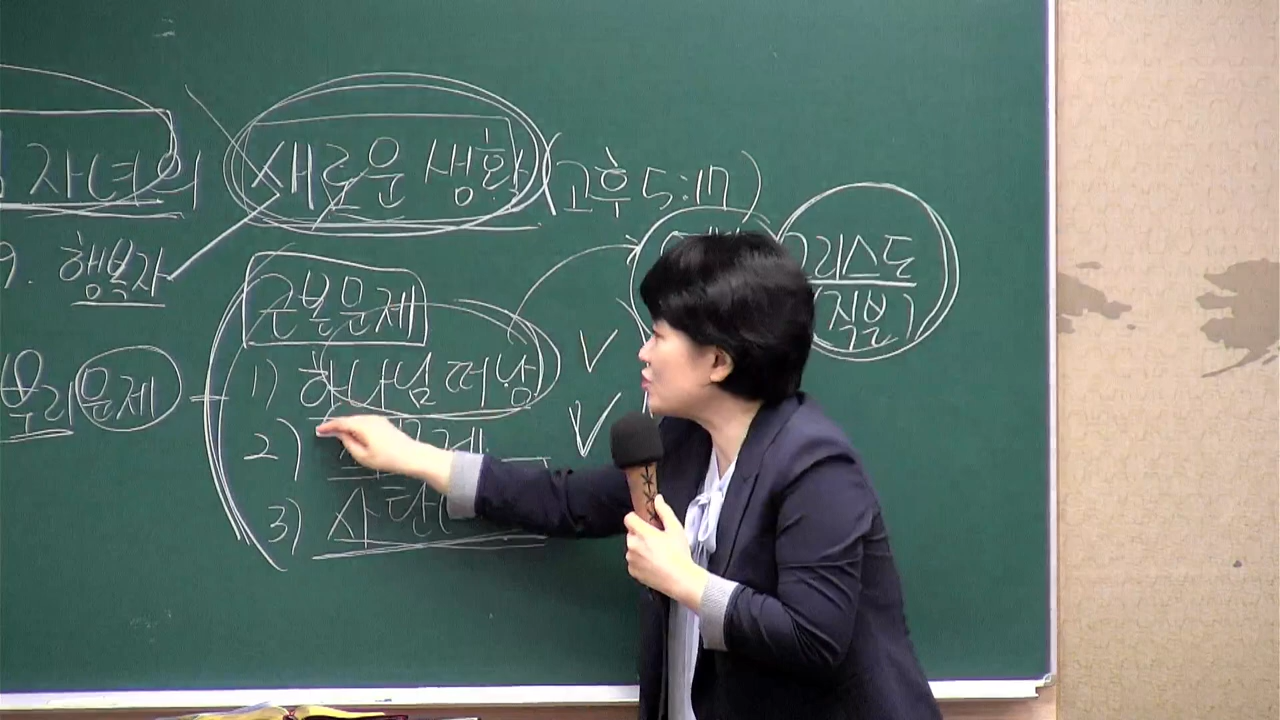 자녀의 새로운 생활 (고후 5:17)
9. 행복자
근본문제
그리스도
(직분)
우리문제
1) 하나님 떠남
2)
3) 사탄